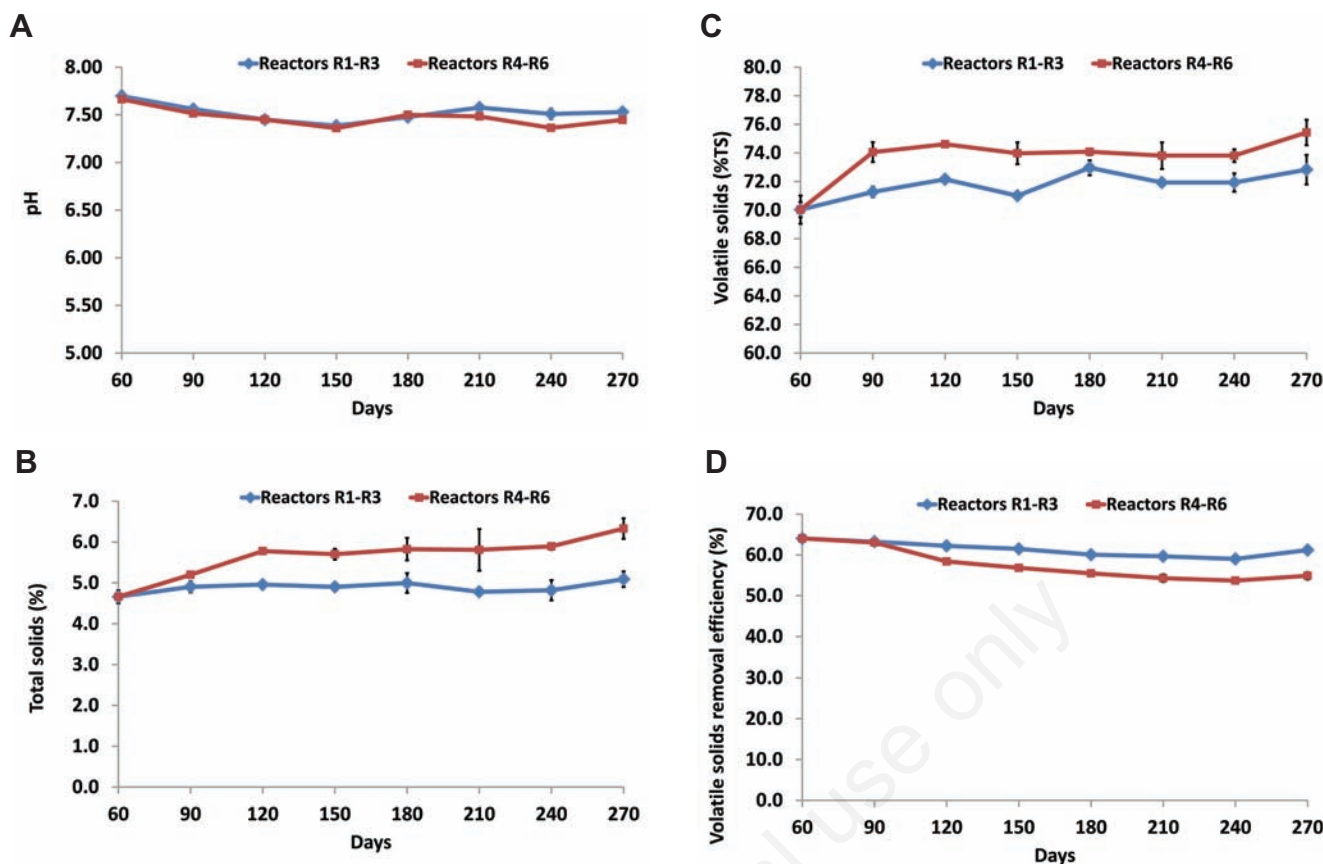 A
Reactors R1-R3 Reactors R4-R6
8.00
7.50
7.00
6.50
6.00
5.50
5.00
pH
60 90 120 150 180 210 240 270
Days
B
Reactors R1-R3 Reactors R4-R6
7.0
6.0
5.0
4.0
3.0
2.0
1.0
0.0
Total solids (%)
60 90 120 150 180 210 240 270
Days
C
Reactors R1-R3 Reactors R4-R6
80.0
78.0
76.0
74.0
72.0
70.0
68.0
66.0
64.0
62.0
60.0
Volatile solids (%TS)
60 90 120 150 180 210 240 270
Days
D
Reactors R1-R3 Reactors R4-R6
70.0
60.0
50.0
40.0
30.0
20.0
10.0
0.0
Volatile solids removal efficiency (%)
60 90 120 150 180 210 240 270
Days
use only